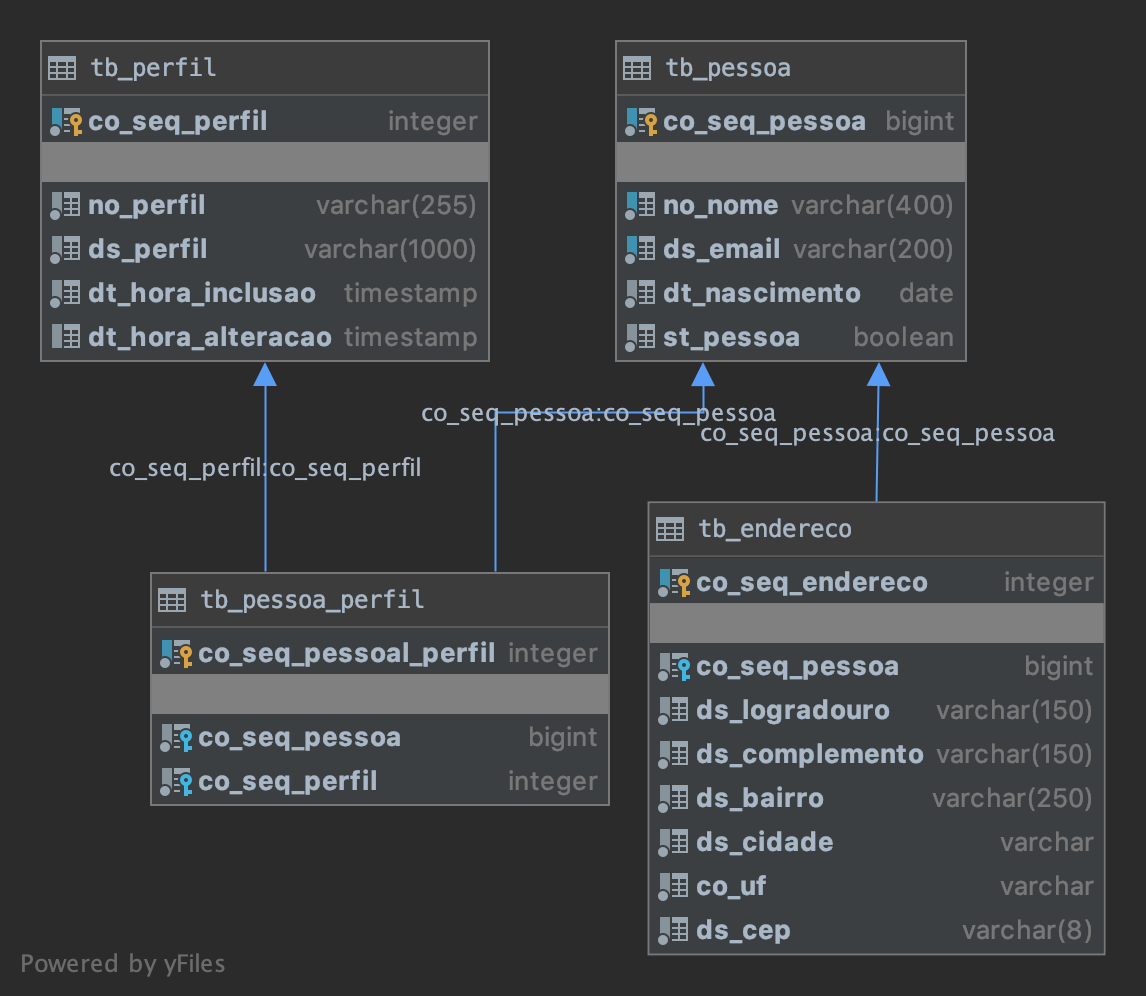 tb_perfil
co_seq_perfil integer
no_perfil varchar(255)
ds_perfil varchar(1000)
dt_hora_inclusao timestamp
dt_hora_alteracao timestamp
tb_pessoa
co_seq_pessoa bigint
no_nome varchar(400)
ds_email varchar(200)
dt_nascimento date
st_pessoa boolean
co_seq_pessoa:co_seq_pessoa
co_seq_pessoa:co_seq_pessoa
co_seq_perfil:co_seq_perfil
tb_pessoa_perfil
co_seq_pessoal_perfil integer
co_seq_pessoa bigint
co_seq_perfil integer
tb_endereco
co_seq_endereco integer
co_seq_pessoa bigint
ds_logradouro varchar(150)
ds_complemento varchar(150)
ds_bairro varchar(250)
ds_cidade varchar
co_uf varchar
ds_cep varchar(8)
Powered by yFiles